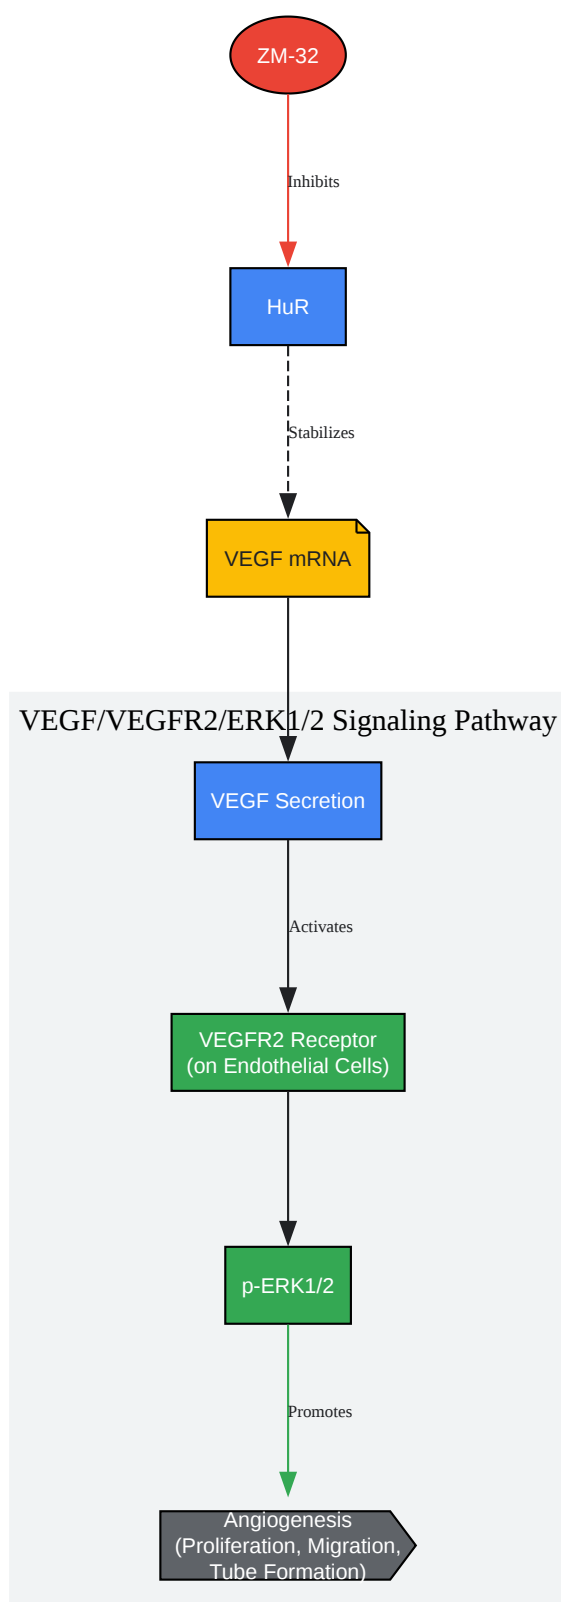 ZM-32
Inhibits
HuR
Stabilizes
VEGF mRNA
VEGF/VEGFR2/ERK1/2 Signaling Pathway
VEGF Secretion
Activates
VEGFR2 Receptor
(on Endothelial Cells)
p-ERK1/2
Promotes
Angiogenesis
(Proliferation, Migration,
Tube Formation)